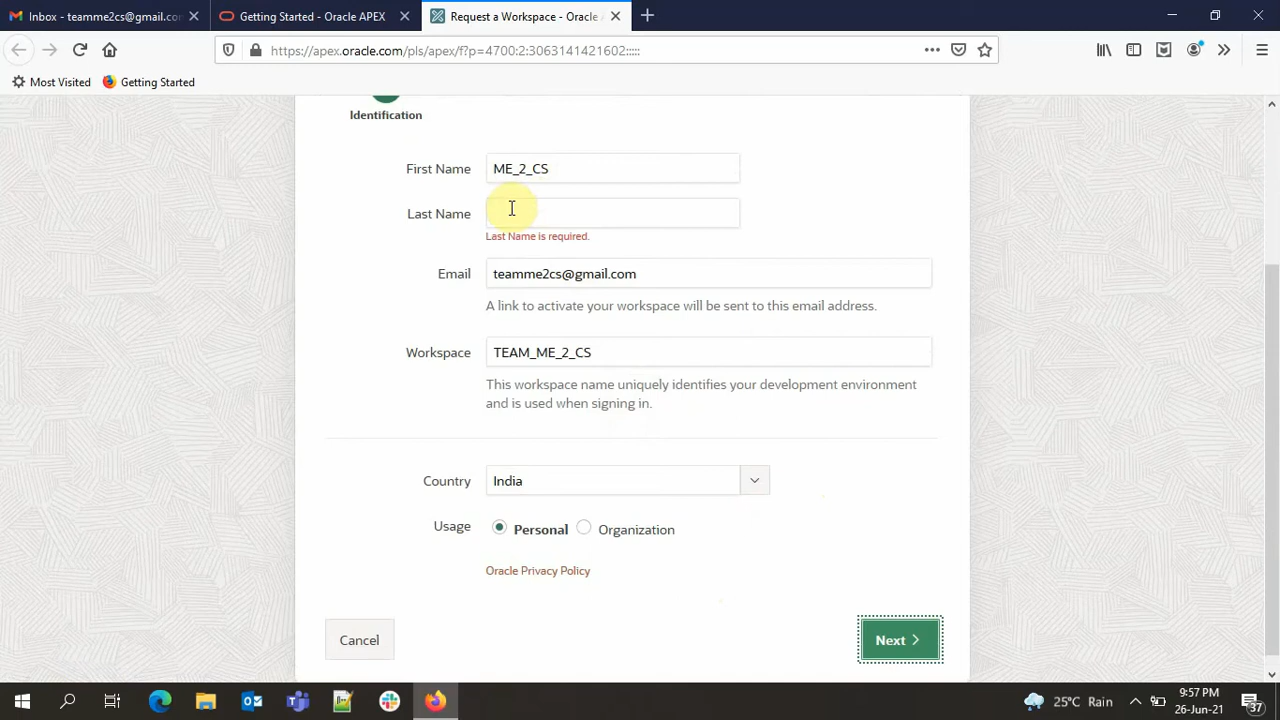 Inbox - teamme2cs@gmail.co
Getting Started - Oracle APEX
Request a Workspace - Oracle A
https://apex.oracle.com/pls/apex/f?p=4700:2:3063141421602:::::
Most Visited
Getting Started
Identification
First Name
ME_2_CS
Last Name
Last Name is required.
Email
teamme2cs@gmail.com
A link to activate your workspace will be sent to this email address.
Workspace
TEAM_ME_2_CS
This workspace name uniquely identifies your development environment
and is used when signing in.
Country
India
Usage
Personal
Organization
Oracle Privacy Policy
Cancel
Next
25°C Rain
9:57 PM
26-Jun-21
37